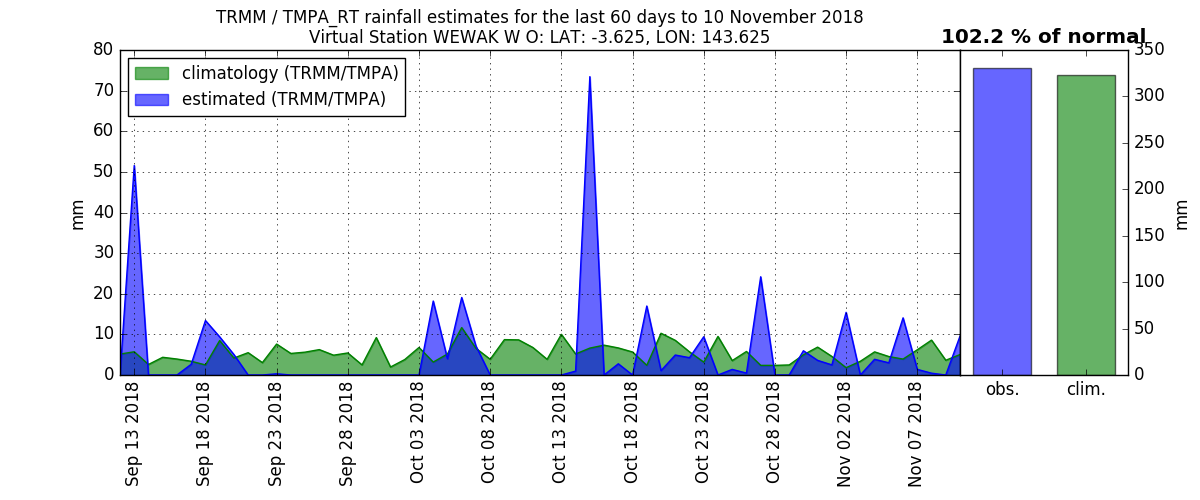 TRMM / TMPA_RT rainfall estimates for the last 60 days to 10 November 2018
Virtual Station WEWAK W O: LAT: -3.625, LON: 143.625
102.2 % of normal
climatology (TRMM/TMPA)
estimated (TRMM/TMPA)
80
70
60
50
40
30
20
10
0
mm
Sep 13 2018
Sep 18 2018
Sep 23 2018
Sep 28 2018
Oct 03 2018
Oct 08 2018
Oct 13 2018
Oct 18 2018
Oct 23 2018
Oct 28 2018
Nov 02 2018
Nov 07 2018
obs.
clim.
350
300
250
200
150
100
50
0
mm